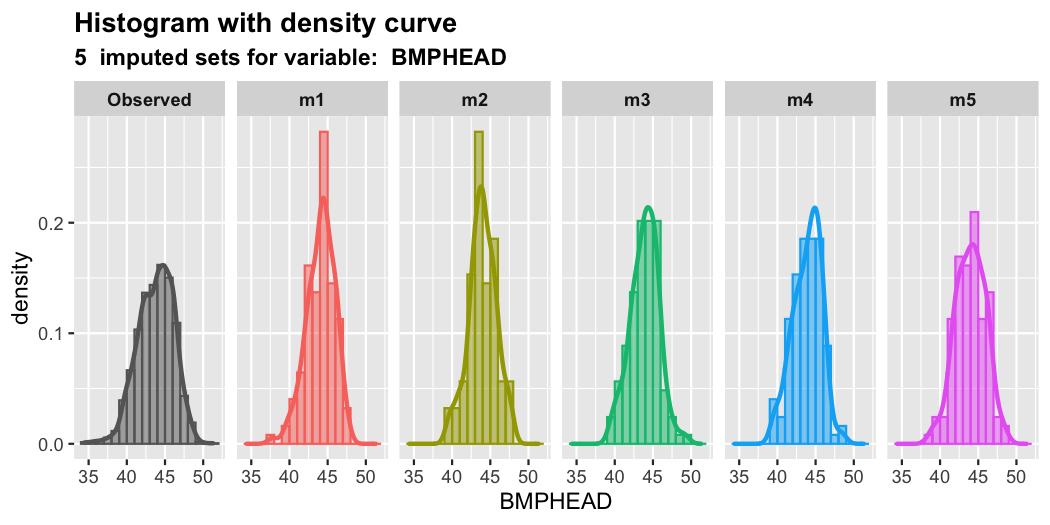 Histogram with density curve
5  imputed sets for variable:  BMPHEAD
Observed m1 m2 m3 m4 m5
density
0.2
0.1
0.0
35 40 45 50 35 40 45 50 35 40 45 50 35 40 45 50 35 40 45 50 35 40 45 50
BMPHEAD